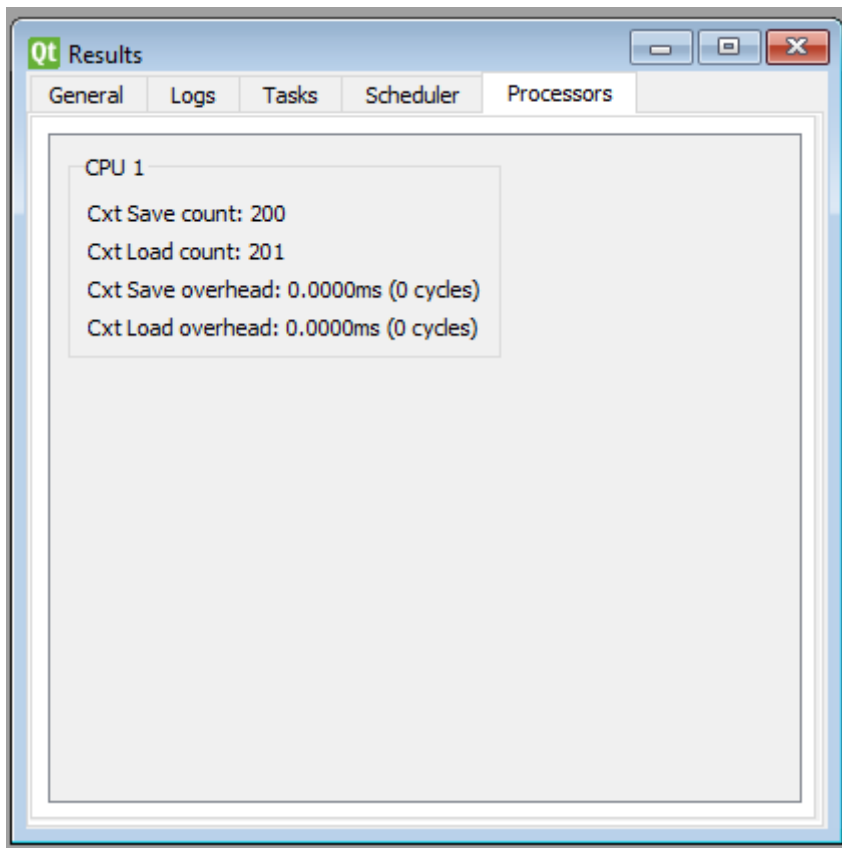 Qt Results
General Logs Tasks Scheduler Processors
CPU 1
Cxt Save count: 200
Cxt Load count: 201
Cxt Save overhead: 0.0000ms (0 cycles)
Cxt Load overhead: 0.0000ms (0 cycles)